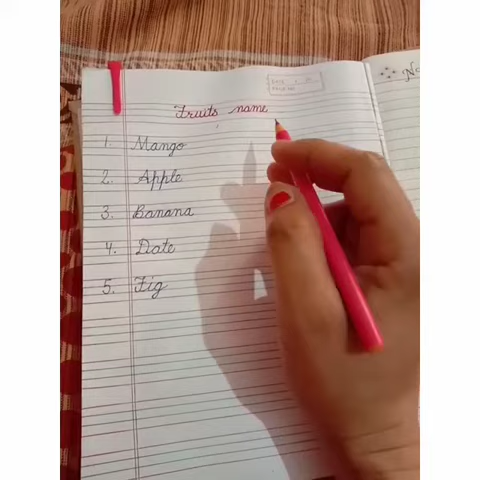 Fruits name
1. Mango
2. Apple
3. Banana
4. Date
5. Fig